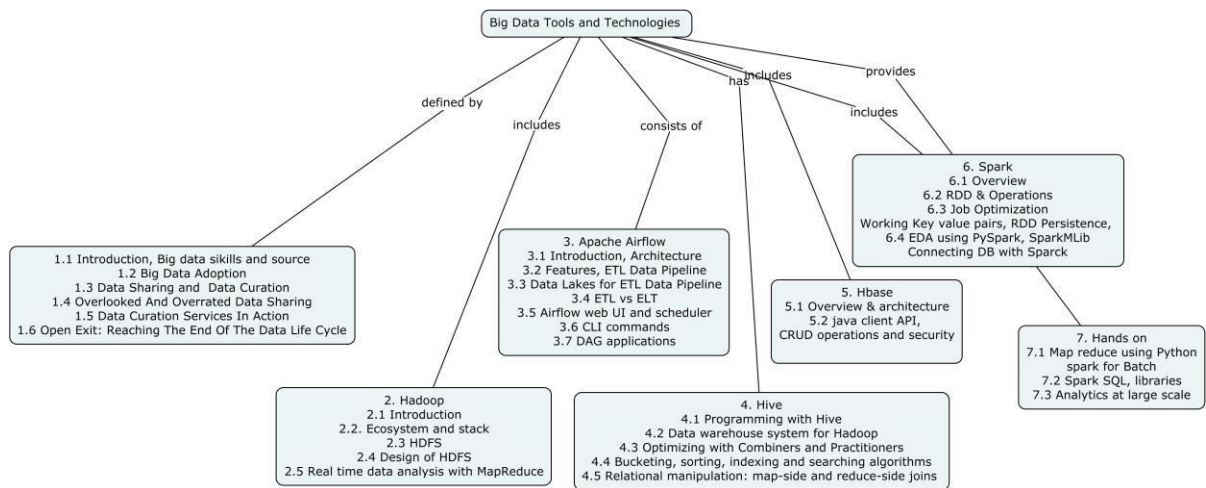 Big Data Tools and Technologies
defined by
includes
consists of
has
includes
includes
provides
1.1 Introduction, Big data sikills and source
1.2 Big Data Adoption
1.3 Data Sharing and Data Curation
1.4 Overlooked And Overrated Data Sharing
1.5 Data Curation Services In Action
1.6 Open Exit: Reaching The End Of The Data Life Cycle
2. Hadoop
2.1 Introduction
2.2. Ecosystem and stack
2.3 HDFS
2.4 Design of HDFS
2.5 Real time data analysis with MapReduce
3. Apache Airflow
3.1 Introduction, Architecture
3.2 Features, ETL Data Pipeline
3.3 Data Lakes for ETL Data Pipeline
3.4 ETL vs ELT
3.5 Airflow web UI and scheduler
3.6 CLI commands
3.7 DAG applications
4. Hive
4.1 Programming with Hive
4.2 Data warehouse system for Hadoop
4.3 Optimizing with Combiners and Practitioners
4.4 Bucketing, sorting, indexing and searching algorithms
4.5 Relational manipulation: map-side and reduce-side joins
5. Hbase
5.1 Overview & architecture
5.2 java client API,
CRUD operations and security
6. Spark
6.1 Overview
6.2 RDD & Operations
6.3 Job Optimization
Working Key value pairs, RDD Persistence,
6.4 EDA using PySpark, SparkMLib
Connecting DB with Sparck
7. Hands on
7.1 Map reduce using Python
spark for Batch
7.2 Spark SQL, libraries
7.3 Analytics at large scale